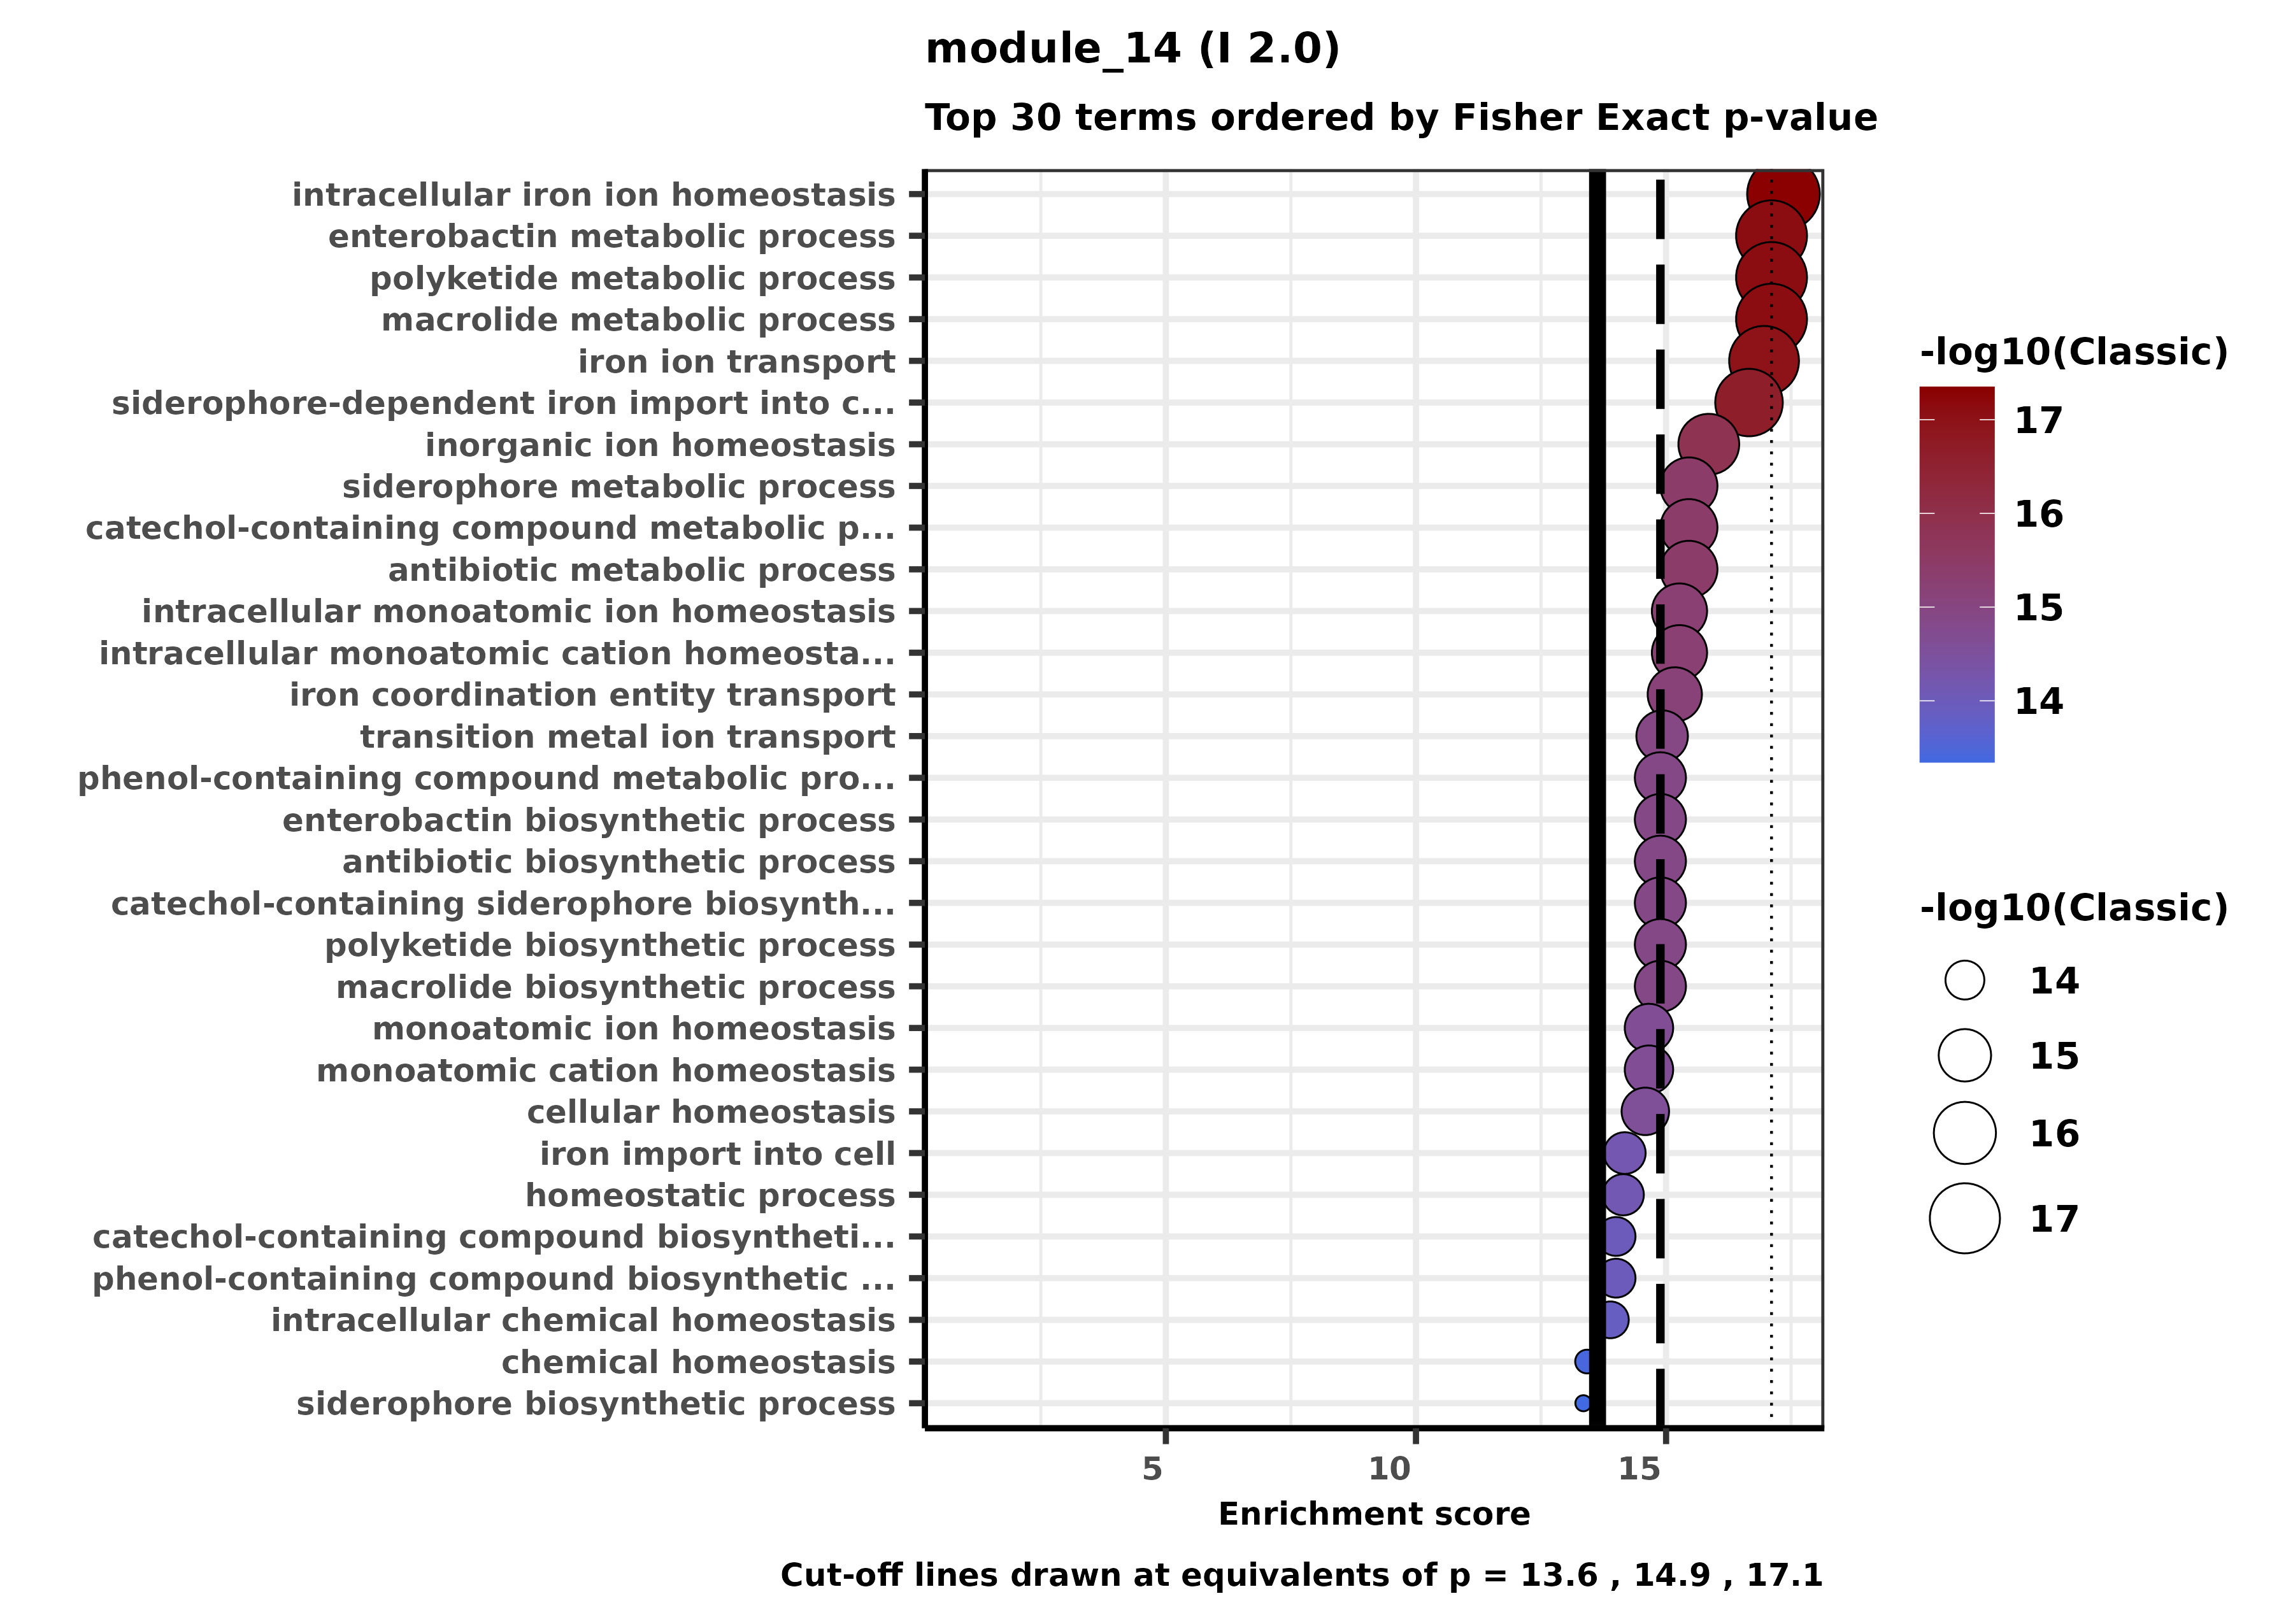 module_14 (I 2.0)
Top 30 terms ordered by Fisher Exact p-value
intracellular iron ion homeostasis
enterobactin metabolic process
polyketide metabolic process
macrolide metabolic process
iron ion transport
siderophore-dependent iron import into c...
inorganic ion homeostasis
siderophore metabolic process
catechol-containing compound metabolic p...
antibiotic metabolic process
intracellular monoatomic ion homeostasis
intracellular monoatomic cation homeosta...
iron coordination entity transport
transition metal ion transport
phenol-containing compound metabolic pro...
enterobactin biosynthetic process
antibiotic biosynthetic process
catechol-containing siderophore biosynth...
polyketide biosynthetic process
macrolide biosynthetic process
monoatomic ion homeostasis
monoatomic cation homeostasis
cellular homeostasis
iron import into cell
homeostatic process
catechol-containing compound biosyntheti...
phenol-containing compound biosynthetic ...
intracellular chemical homeostasis
chemical homeostasis
siderophore biosynthetic process
5 10 15
Enrichment score
Cut-off lines drawn at equivalents of p = 13.6 , 14.9 , 17.1
-log10(Classic)
17
16
15
14
-log10(Classic)
14
15
16
17